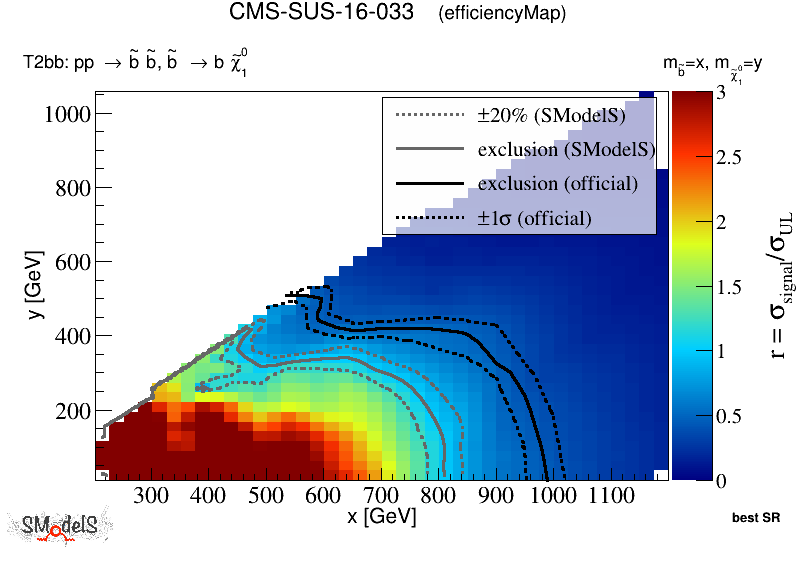 CMS-SUS-16-033 (efficiencyMap)
T2bb: pp → b̃ b̃, b̃ → b χ̃₁⁰
m_b̃=x, m_χ̃₁⁰=y
±20% (SModelS)
exclusion (SModelS)
exclusion (official)
±1σ (official)
1000
800
600
400
200
y [GeV]
300 400 500 600 700 800 900 1000 1100
x [GeV]
3
2.5
2
1.5
1
0.5
0
r = σ_signal/σ_UL
SModelS
best SR